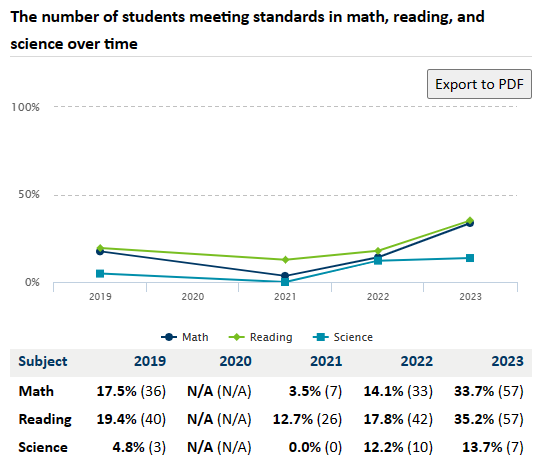 The number of students meeting standards in math, reading, and
science over time
Export to PDF
100%
50%
0%
2019 2020 2021 2022 2023
Math Reading Science
Subject 2019 2020 2021 2022 2023
Math 17.5% (36) N/A (N/A) 3.5% (7) 14.1% (33) 33.7% (57)
Reading 19.4% (40) N/A (N/A) 12.7% (26) 17.8% (42) 35.2% (57)
Science 4.8% (3) N/A (N/A) 0.0% (0) 12.2% (10) 13.7% (7)